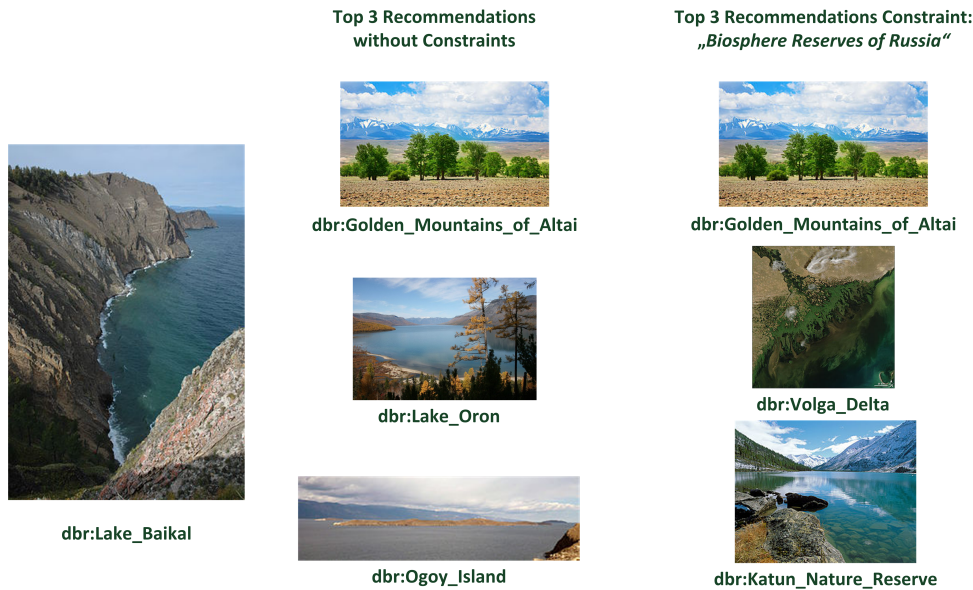 Top 3 Recommendations
without Constraints
Top 3 Recommendations Constraint:
„Biosphere Reserves of Russia“
dbr:Golden_Mountains_of_Altai
dbr:Golden_Mountains_of_Altai
dbr:Lake_Oron
dbr:Volga_Delta
dbr:Lake_Baikal
dbr:Ogoy_Island
dbr:Katun_Nature_Reserve